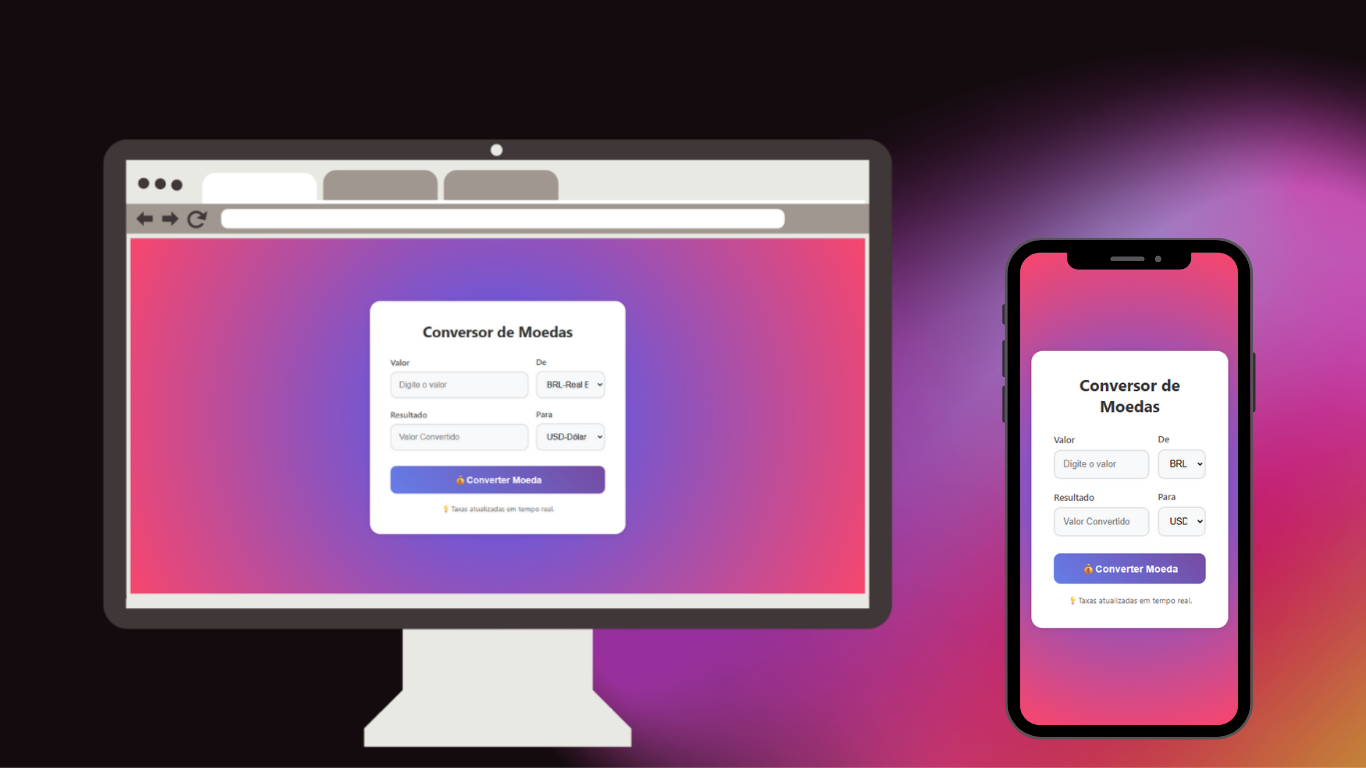 Conversor de Moedas
Valor De
Digite o valor BRL-Real E
Resultado Para
Valor Convertido USD-Dólar
Converter Moeda
Taxas atualizadas em tempo real.
Conversor de
Moedas
Valor De
Digite o valor BRL
Resultado Para
Valor Convertido USD
Converter Moeda
Taxas atualizadas em tempo real.